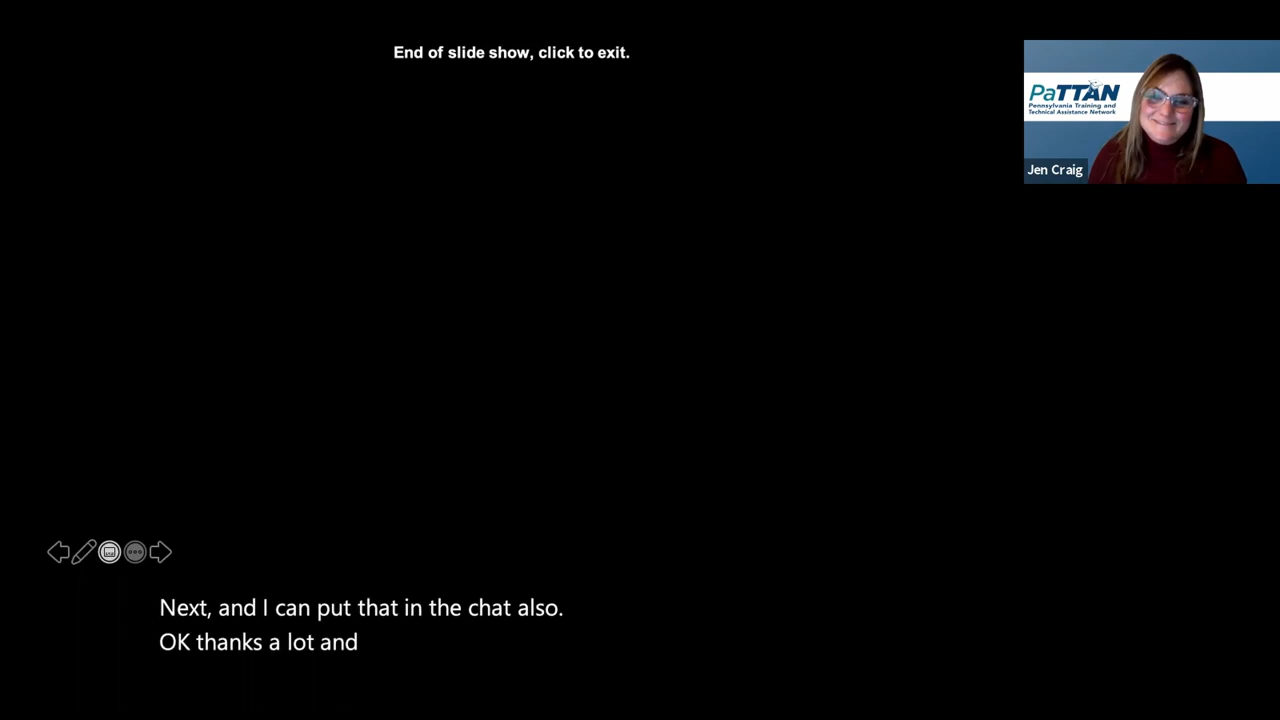 End of slide show, click to exit.
PaTTAN
Pennsylvania Training and
Technical Assistance Network
Jen Craig
Next, and I can put that in the chat also.
OK thanks a lot and